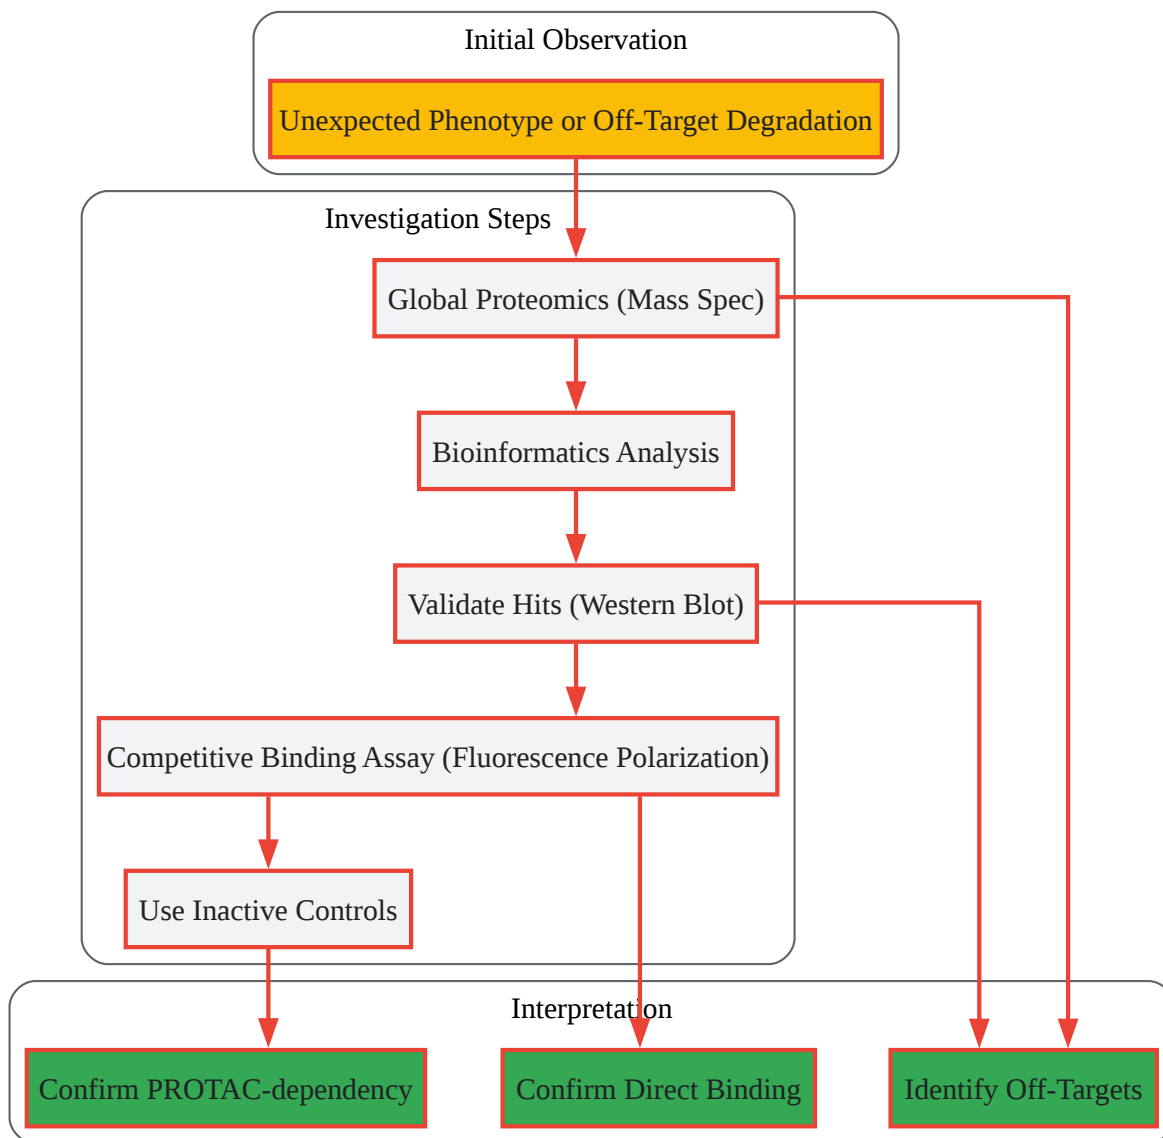 Initial Observation
Unexpected Phenotype or Off-Target Degradation
Investigation Steps
Global Proteomics (Mass Spec)
Bioinformatics Analysis
Validate Hits (Western Blot)
Competitive Binding Assay (Fluorescence Polarization)
Use Inactive Controls
Interpretation
Confirm PROTAC-dependency
Confirm Direct Binding
Identify Off-Targets